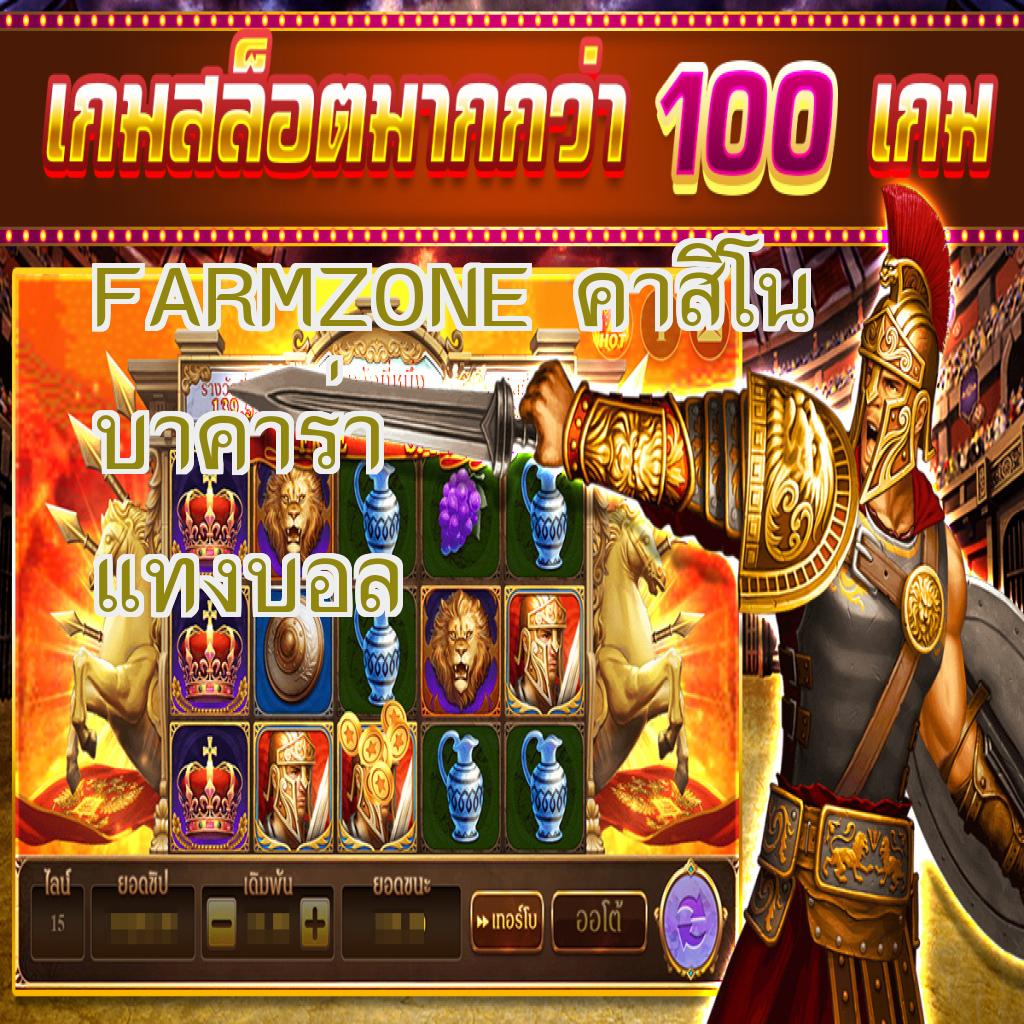 เกมสล็อตมากกว่า 100 เกม
FARMZONE คาสิโน
HOT
บาคาร่า
แทงบอล
ไลน์ ยอดชิป เดิมพัน ยอดชนะ
15 - + เทอร์โบ ออโต้